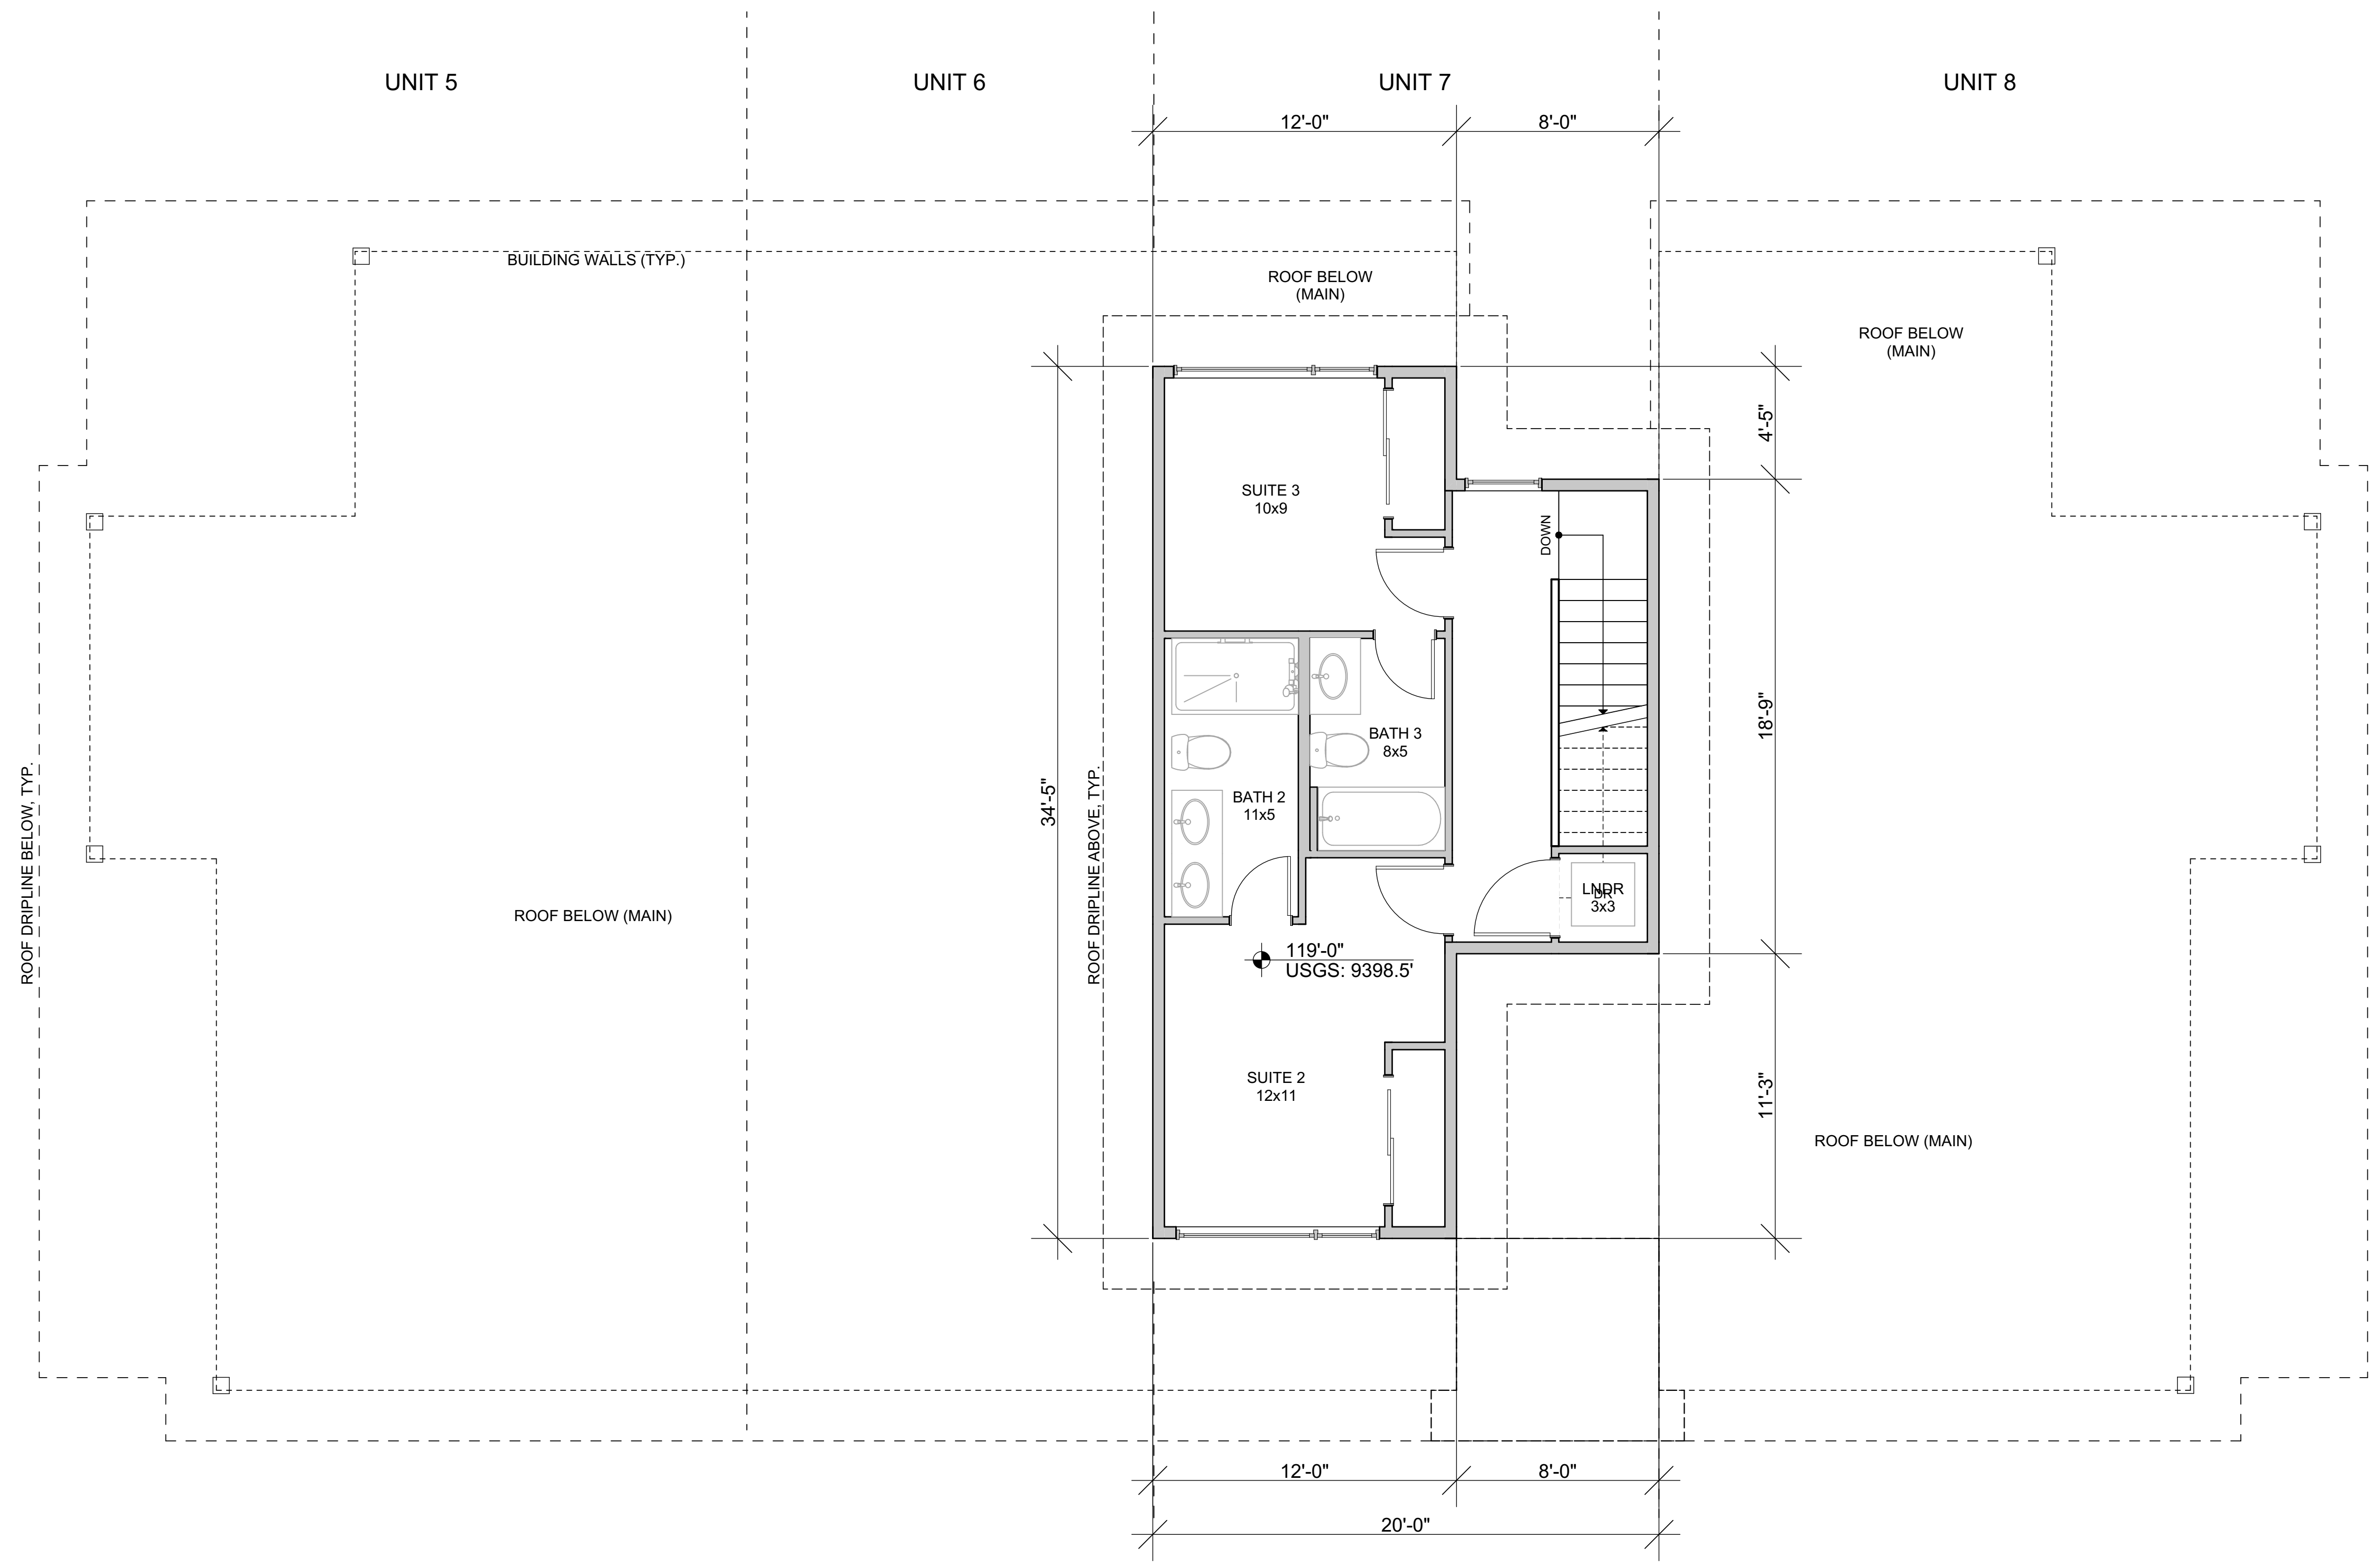 UNIT 5
UNIT 6
UNIT 7
UNIT 8
12'-0"
8'-0"
BUILDING WALLS (TYP.)
ROOF BELOW
(MAIN)
ROOF BELOW
(MAIN)
4'-5"
SUITE 3
10x9
DOWN
18'-9"
BATH 3
8x5
34'-5"
BATH 2
11x5
ROOF DRIPLINE BELOW, TYP.
ROOF DRIPLINE ABOVE, TYP.
LNDR
DR
3x3
ROOF BELOW (MAIN)
119'-0"
USGS: 9398.5'
SUITE 2
12x11
11'-3"
ROOF BELOW (MAIN)
12'-0"
8'-0"
20'-0"